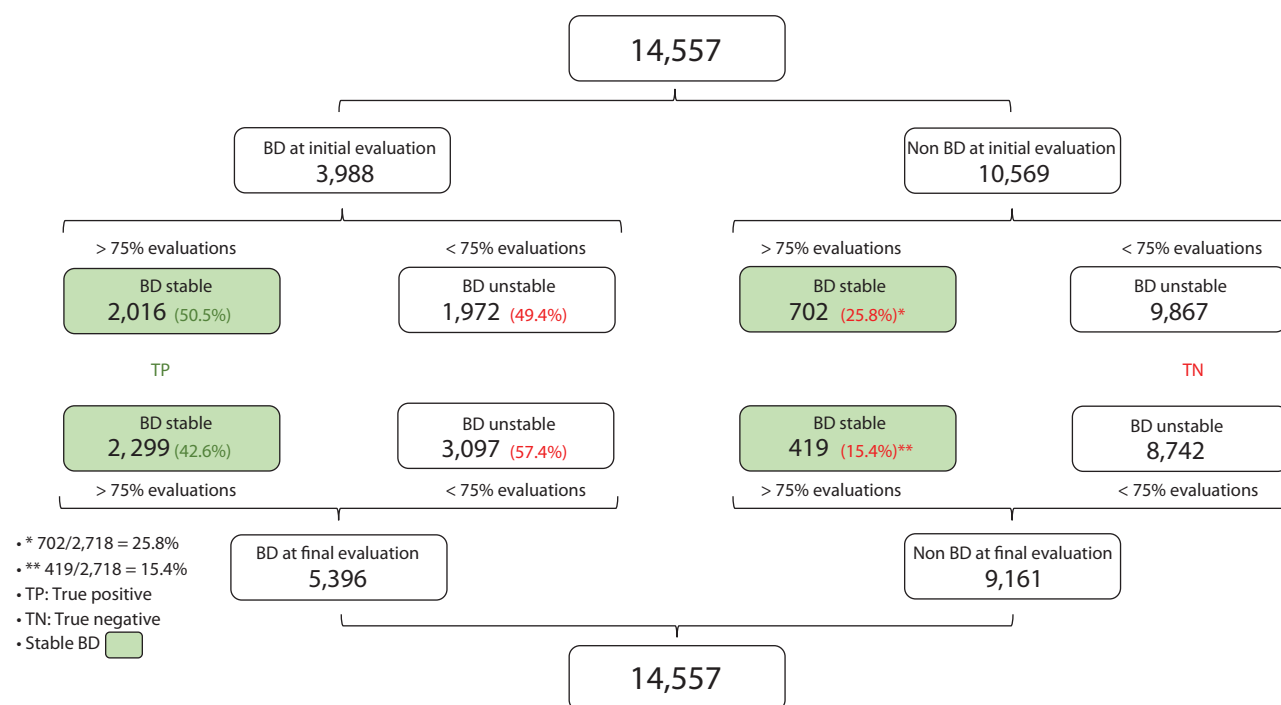 14,557
BD at initial evaluation
3,988
Non BD at initial evaluation
10,569
> 75% evaluations
< 75% evaluations
> 75% evaluations
< 75% evaluations
BD stable
2,016 (50.5%)
BD unstable
1,972 (49.4%)
BD stable
702 (25.8%)*
BD unstable
9,867
TP
TN
BD stable
2, 299 (42.6%)
BD unstable
3,097 (57.4%)
BD stable
419 (15.4%)**
BD unstable
8,742
> 75% evaluations
< 75% evaluations
> 75% evaluations
< 75% evaluations
BD at final evaluation
5,396
Non BD at final evaluation
9,161
• * 702/2,718 = 25.8%
• ** 419/2,718 = 15.4%
• TP: True positive
• TN: True negative
• Stable BD
14,557